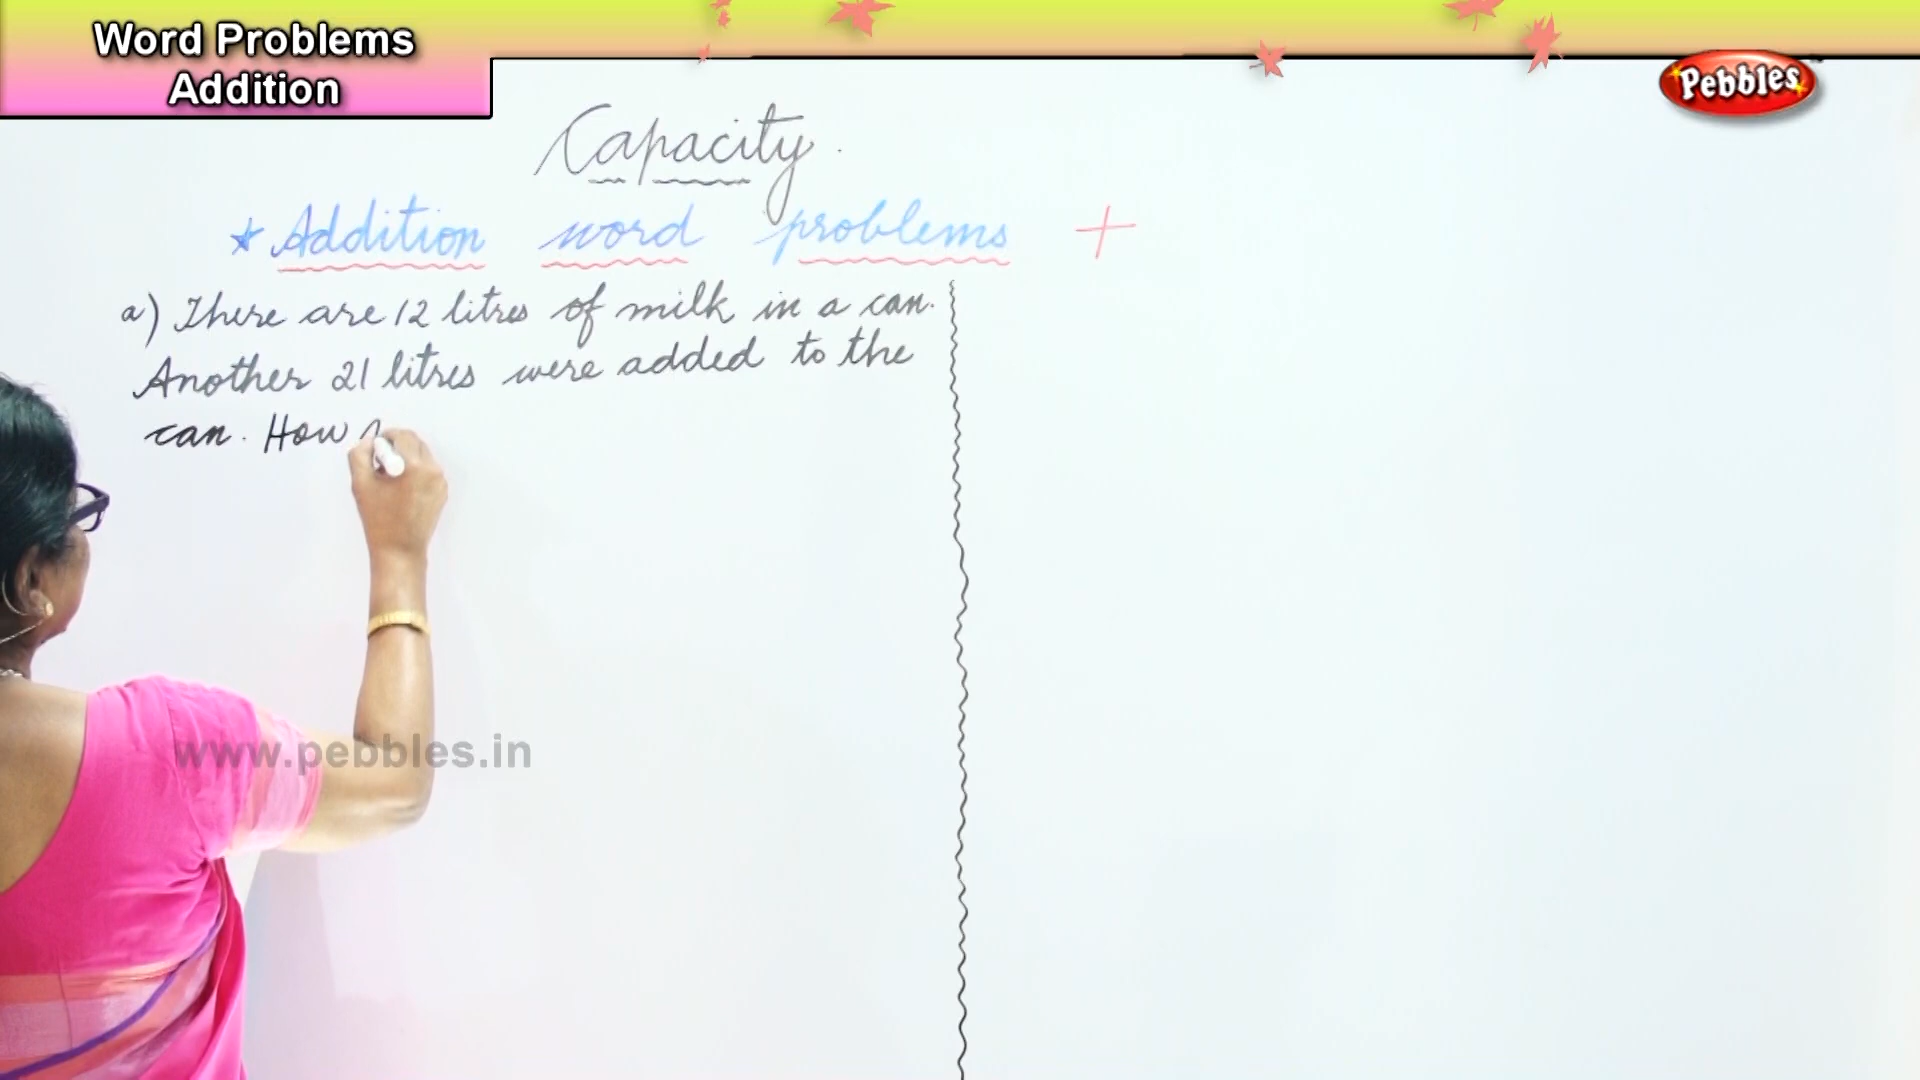 Word Problems
Addition
Pebbles
Capacity.
* Addition word problems +
a) There are 12 litres of milk in a can.
Another 21 litres were added to the
can. How
www.pebbles.in